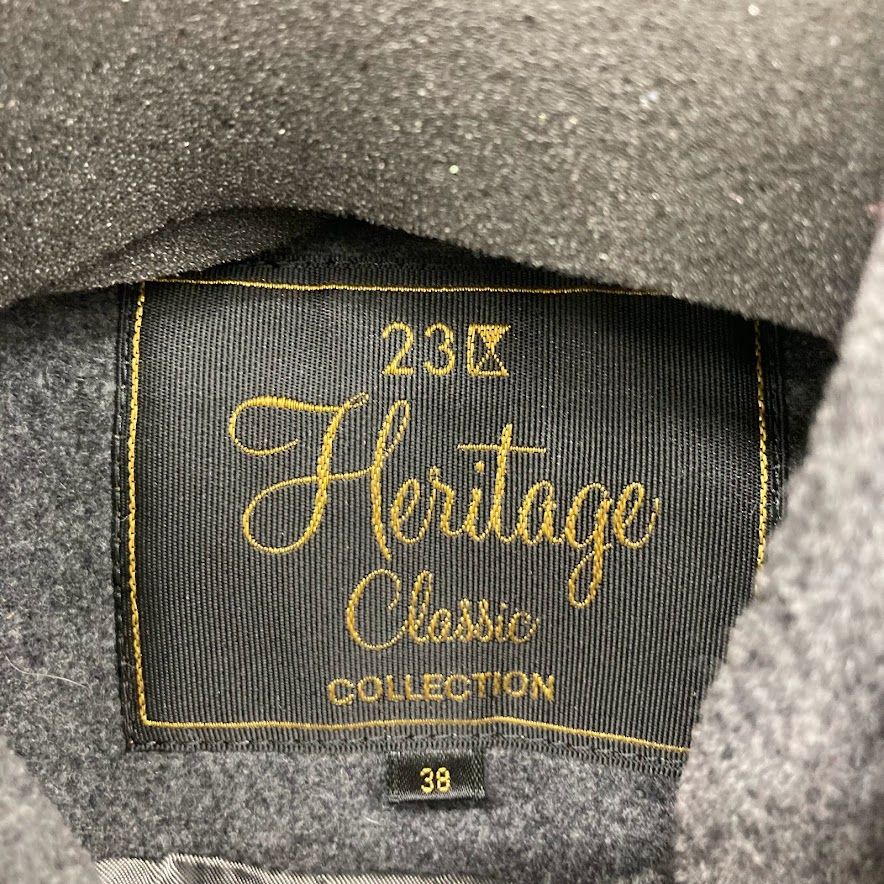 23
Heritage
Classic
COLLECTION
38